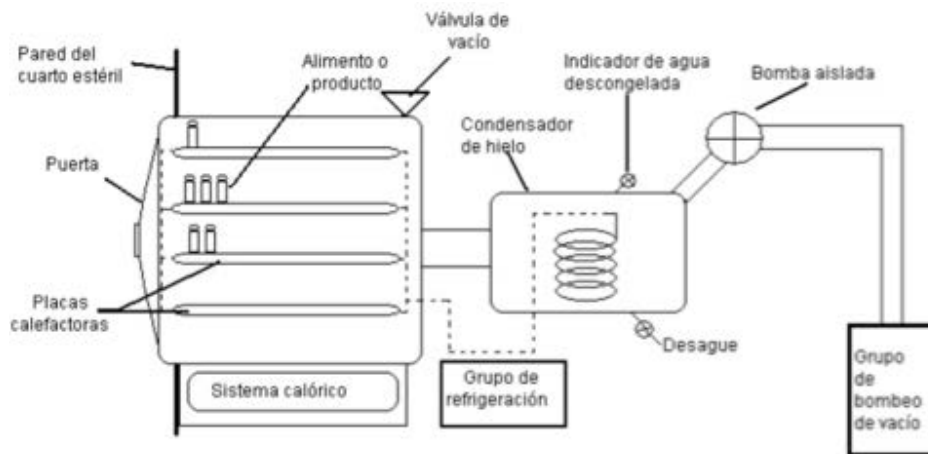 Pared del
cuarto estéril
Alimento o
producto
Válvula de
vacío
Indicador de agua
descongelada
Bomba aislada
Condensador
de hielo
Puerta
Placas
calefactoras
Sistema calórico
Grupo de
refrigeración
Desague
Grupo
de
bombeo
de vacío